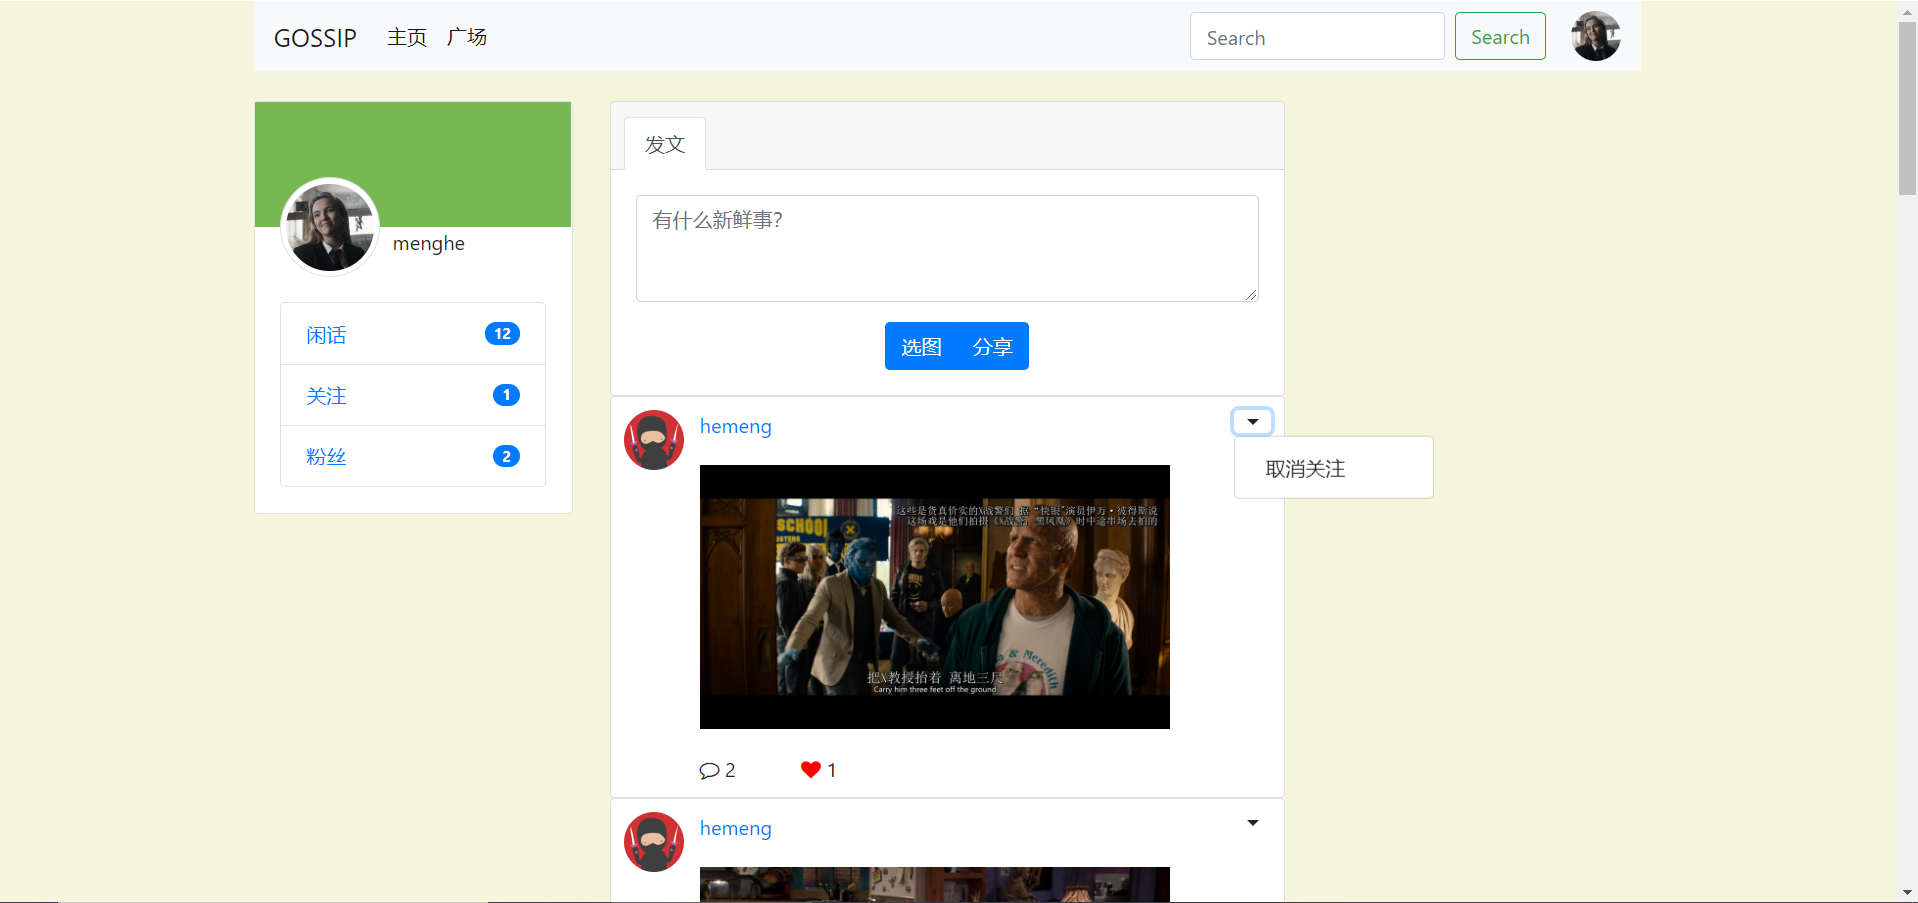 GOSSIP 主页 广场 Search Search
发文
有什么新鲜事?
menghe
闲话 12
关注 1
粉丝 2
选图 分享
hemeng
取消关注
这些是货真价实的X战警们 据“快银”演员伊万·彼得斯说
这场戏是他们拍摄《X战警：黑凤凰》时中途串场去拍的
SCHOOL
& Meredith
把X教授抬着 离地三尺
Carry him three feet off the ground
2 1
hemeng